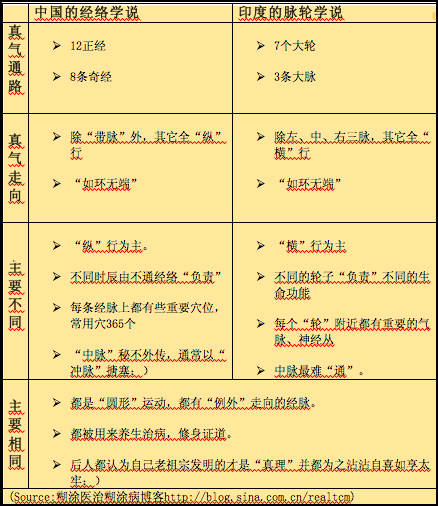 中国的经络学说 印度的脉轮学说
真气通路
12正经
8条奇经
7个大轮
3条大脉
真气走向
除“带脉”外，其它全“纵”
行
“如环无端”
除左、中、右三脉，其它全“
横”行
“如环无端”
主要不同
“纵”行为主。
不同时辰由不通经络“负责”
每条经脉上都有些重要穴位，
常用穴365个
“中脉”秘不外传，通常以“
冲脉”搪塞；）
“横”行为主
不同的轮子“负责”不同的生
命功能
每个“轮”附近都有重要的气
脉、神经丛
中脉最难“通”。
主要相同
都是“圆形”运动，都有“例外”走向的经脉。
都被用来养生治病，修身证道。
后人都认为自己老祖宗发明的才是“真理”并都为之沾沾自喜如享太
牢；）
(Source:糊涂医治糊涂病博客http://blog.sina.com.cn/realtcm)